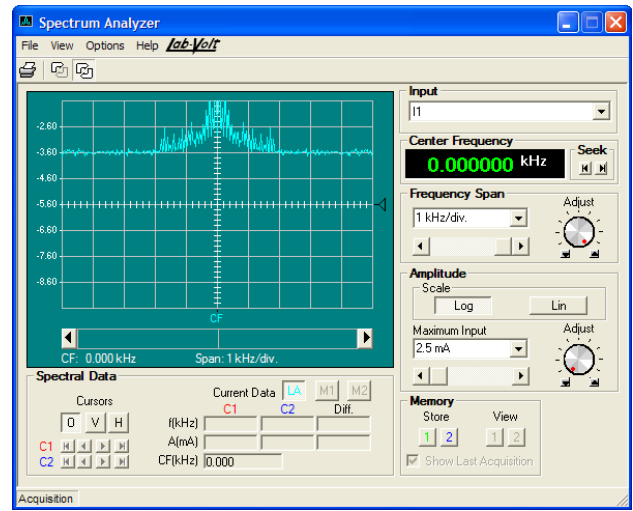 Spectrum Analyzer
File View Options Help Lab-Volt
Input
I1
-2.60
-3.60
-4.60
-5.60
-6.60
-7.60
-8.60
CF
CF: 0.000 kHz Span: 1 kHz/div.
Center Frequency
0.000000 kHz
Seek
Frequency Span
1 kHz/div.
Adjust
Amplitude
Scale
Log Lin
Maximum Input
2.5 mA
Adjust
Spectral Data
Cursors
O V H
C1
C2
Current Data LA M1 M2
C1 C2 Diff.
f(kHz)
A(mA)
CF(kHz) 0.000
Memory
Store View
1 2 1 2
Show Last Acquisition
Acquisition